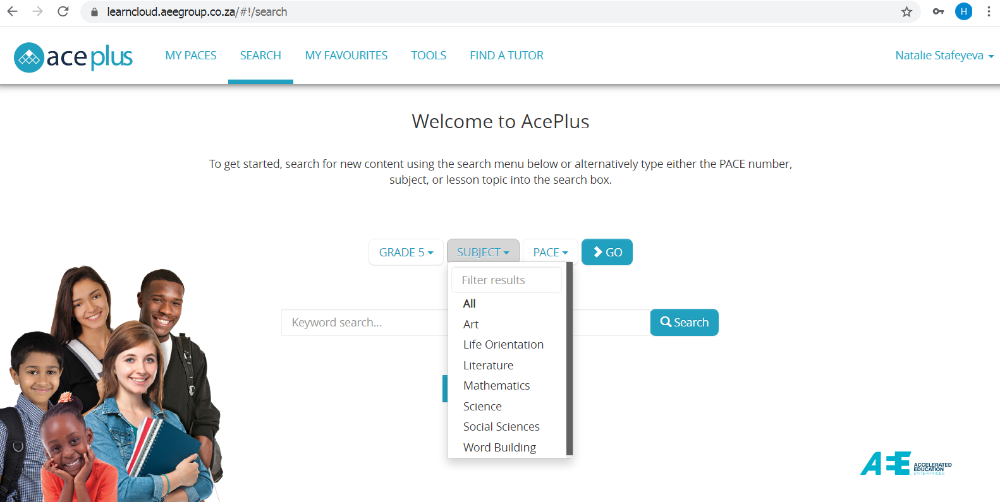 learncloud.aeegroup.co.za/#!/search
H
ace plus
MY PACES
SEARCH
MY FAVOURITES
TOOLS
FIND A TUTOR
Natalie Stafeyeva
Welcome to AcePlus
To get started, search for new content using the search menu below or alternatively type either the PACE number,
subject, or lesson topic into the search box.
GRADE 5
SUBJECT
PACE
GO
Filter results
All
Art
Life Orientation
Literature
Mathematics
Science
Social Sciences
Word Building
Keyword search...
Search
AEE
ACCELERATED
EDUCATION
ENTERPRISES